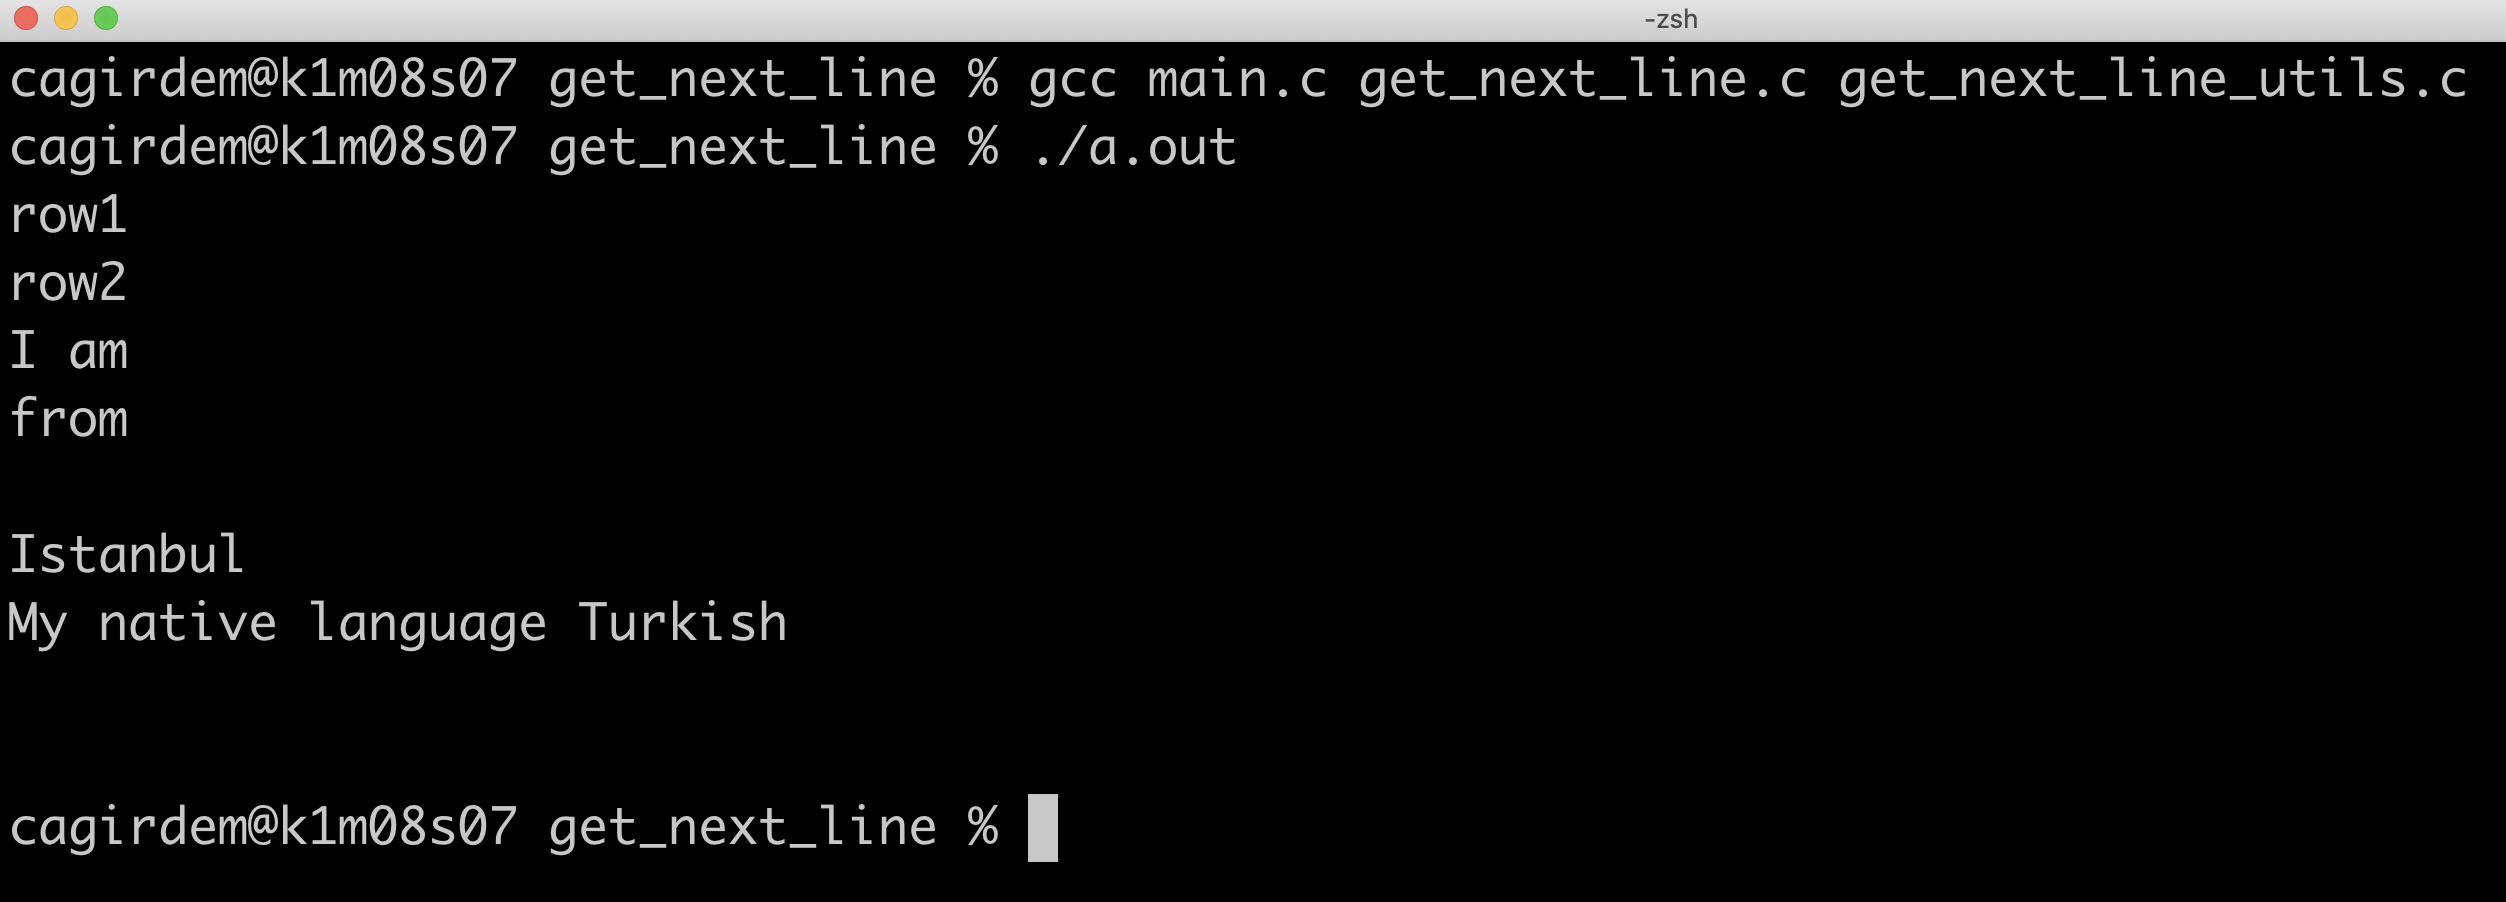 -zsh
cagirdem@k1m08s07 get_next_line % gcc main.c get_next_line.c get_next_line_utils.c
cagirdem@k1m08s07 get_next_line % ./a.out
row1
row2
I am
from
Istanbul
My native language Turkish
cagirdem@k1m08s07 get_next_line %